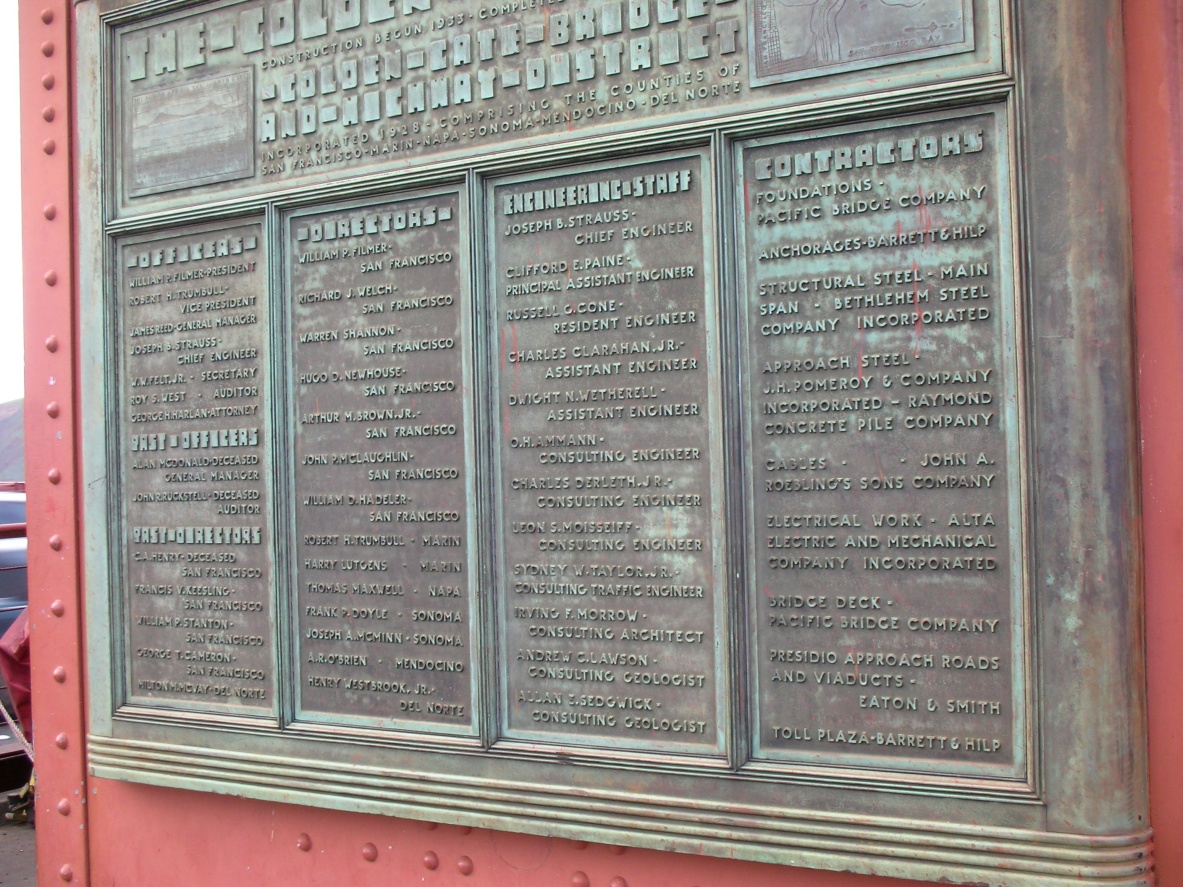 THE-GOLDEN
CONSTRUCTION BEGUN 1933 - COMPLETED
-GOLDEN-GATE-BRIDGE-
AND-HIGHWAY-DISTRICT
INCORPORATED 1928 - COMPRISING THE COUNTIES OF
SAN FRANCISCO-MARIN-NAPA-SONOMA-MENDOCINO-DEL NORTE
-OFFICERS-
WILLIAM P. FILMER-PRESIDENT
ROBERT H. TRUMBULL-
VICE PRESIDENT
JAMES REED-GENERAL MANAGER
JOSEPH B. STRAUSS-
CHIEF ENGINEER
W.W. FELT, JR. - SECRETARY
ROY S. WEST - AUDITOR
GEORGE H. HARLAN-ATTORNEY
PAST-OFFICERS
ALAN MCDONALD-DECEASED
GENERAL MANAGER
JOHN R. RUCKSTELL-DECEASED
AUDITOR
PAST-DIRECTORS
C.A. HENRY-DECEASED
SAN FRANCISCO
FRANCIS V. KEESLING-
SAN FRANCISCO
WILLIAM P. STANTON-
SAN FRANCISCO
GEORGE T. CAMERON-
SAN FRANCISCO
MILTON M. MCVAY-DEL NORTE
-DIRECTORS-
WILLIAM P. FILMER-
SAN FRANCISCO
RICHARD J. WELCH-
SAN FRANCISCO
WARREN SHANNON-
SAN FRANCISCO
HUGO D. NEWHOUSE-
SAN FRANCISCO
ARTHUR M. BROWN, JR.-
SAN FRANCISCO
JOHN P. MCLAUGHLIN-
SAN FRANCISCO
WILLIAM D. HADELER-
SAN FRANCISCO
ROBERT H. TRUMBULL - MARIN
HARRY LUTGENS - MARIN
THOMAS MAXWELL - NAPA
FRANK P. DOYLE - SONOMA
JOSEPH A. MCMINN - SONOMA
A.R. O'BRIEN - MENDOCINO
HENRY WESTBROOK, JR.-
DEL NORTE
ENGINEERING-STAFF
JOSEPH B. STRAUSS-
CHIEF ENGINEER
CLIFFORD E. PAINE-
PRINCIPAL ASSISTANT ENGINEER
RUSSELL G. CONE-
RESIDENT ENGINEER
CHARLES CLARAHAN, JR.-
ASSISTANT ENGINEER
DWIGHT N. WETHERELL-
ASSISTANT ENGINEER
O.H. AMMANN-
CONSULTING ENGINEER
CHARLES DERLETH, JR.-
CONSULTING ENGINEER
LEON S. MOISSEIFF-
CONSULTING ENGINEER
SYDNEY W. TAYLOR, JR.-
CONSULTING TRAFFIC ENGINEER
IRVING F. MORROW-
CONSULTING ARCHITECT
ANDREW C. LAWSON-
CONSULTING GEOLOGIST
ALLAN E. SEDGWICK-
CONSULTING GEOLOGIST
CONTRACTORS
FOUNDATIONS-
PACIFIC BRIDGE COMPANY
ANCHORAGES-BARRETT & HILP
STRUCTURAL STEEL - MAIN
SPAN - BETHLEHEM STEEL
COMPANY INCORPORATED
APPROACH STEEL-
J.H. POMEROY & COMPANY
INCORPORATED - RAYMOND
CONCRETE PILE COMPANY
CABLES - - JOHN A.
ROEBLING'S SONS COMPANY
ELECTRICAL WORK - ALTA
ELECTRIC AND MECHANICAL
COMPANY INCORPORATED
BRIDGE DECK-
PACIFIC BRIDGE COMPANY
PRESIDIO APPROACH ROADS
AND VIADUCTS-
EATON & SMITH
TOLL PLAZA-BARRETT & HILP